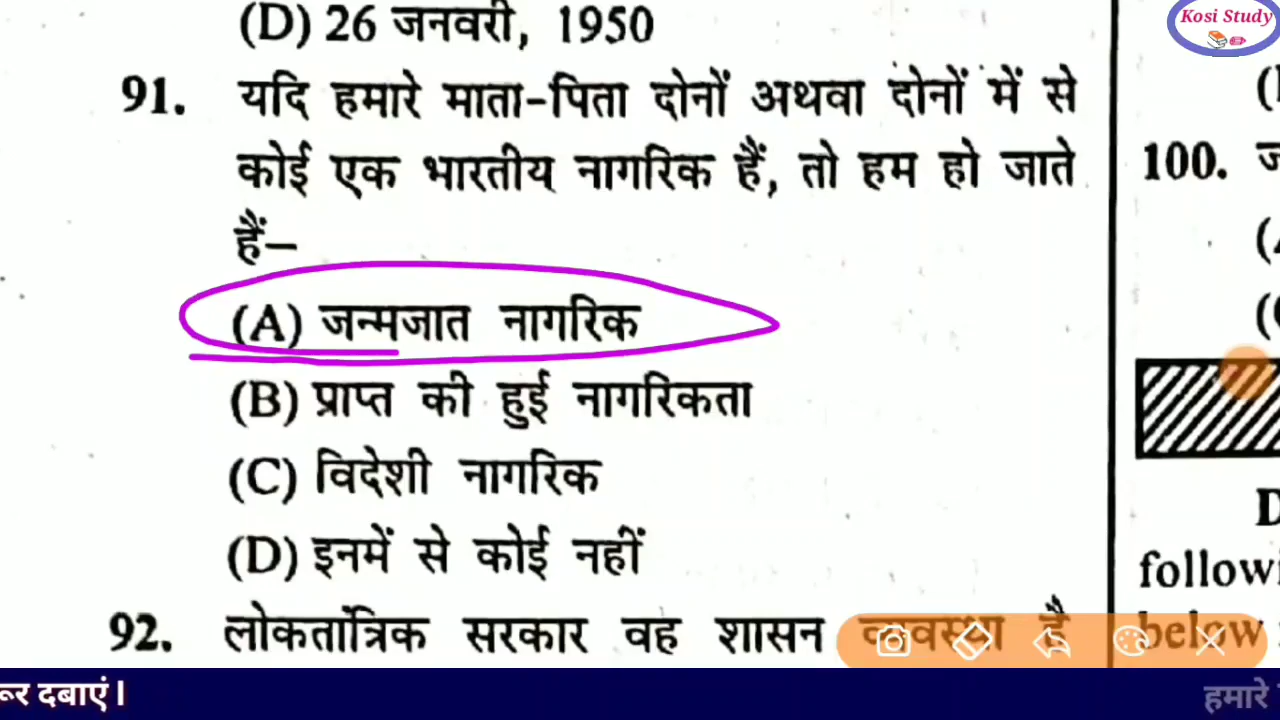 (D) 26 जनवरी, 1950
Kosi Study
91. यदि हमारे माता-पिता दोनों अथवा दोनों में से
कोई एक भारतीय नागरिक हैं, तो हम हो जाते
हैं–
(A) जन्मजात नागरिक
(B) प्राप्त की हुई नागरिकता
(C) विदेशी नागरिक
(D) इनमें से कोई नहीं
92. लोकतांत्रिक सरकार वह शासन व्यवस्था है
100.
below
दबाएं।
हमारे